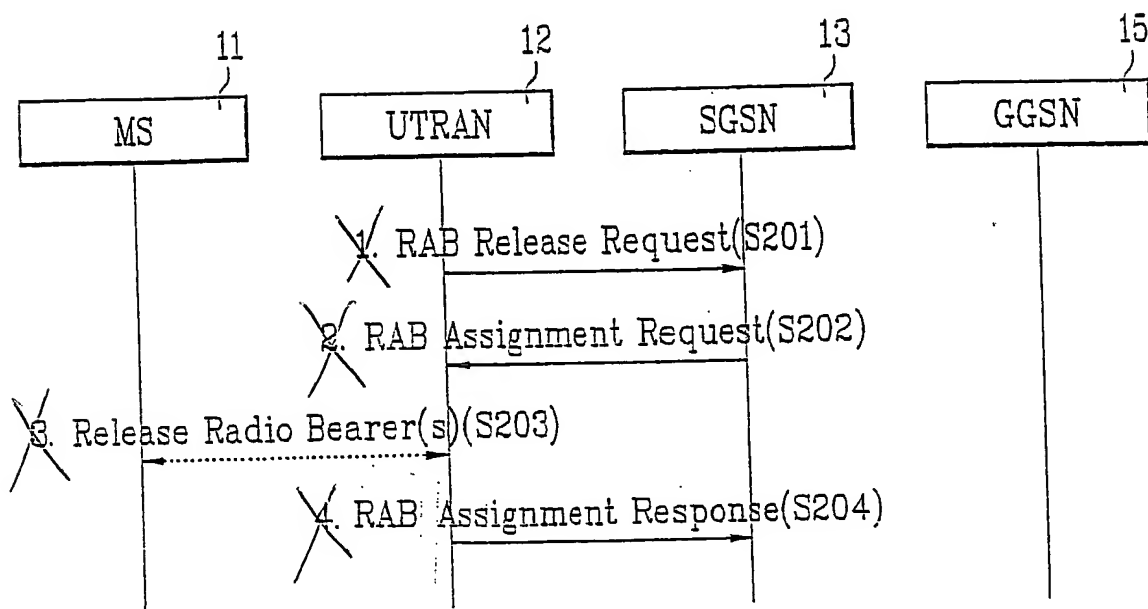 11
12
13
15
MS
UTRAN
SGSN
GGSN
1. RAB Release Request(S201)
2. RAB Assignment Request(S202)
3. Release Radio Bearer(s)(S203)
4. RAB Assignment Response(S204)